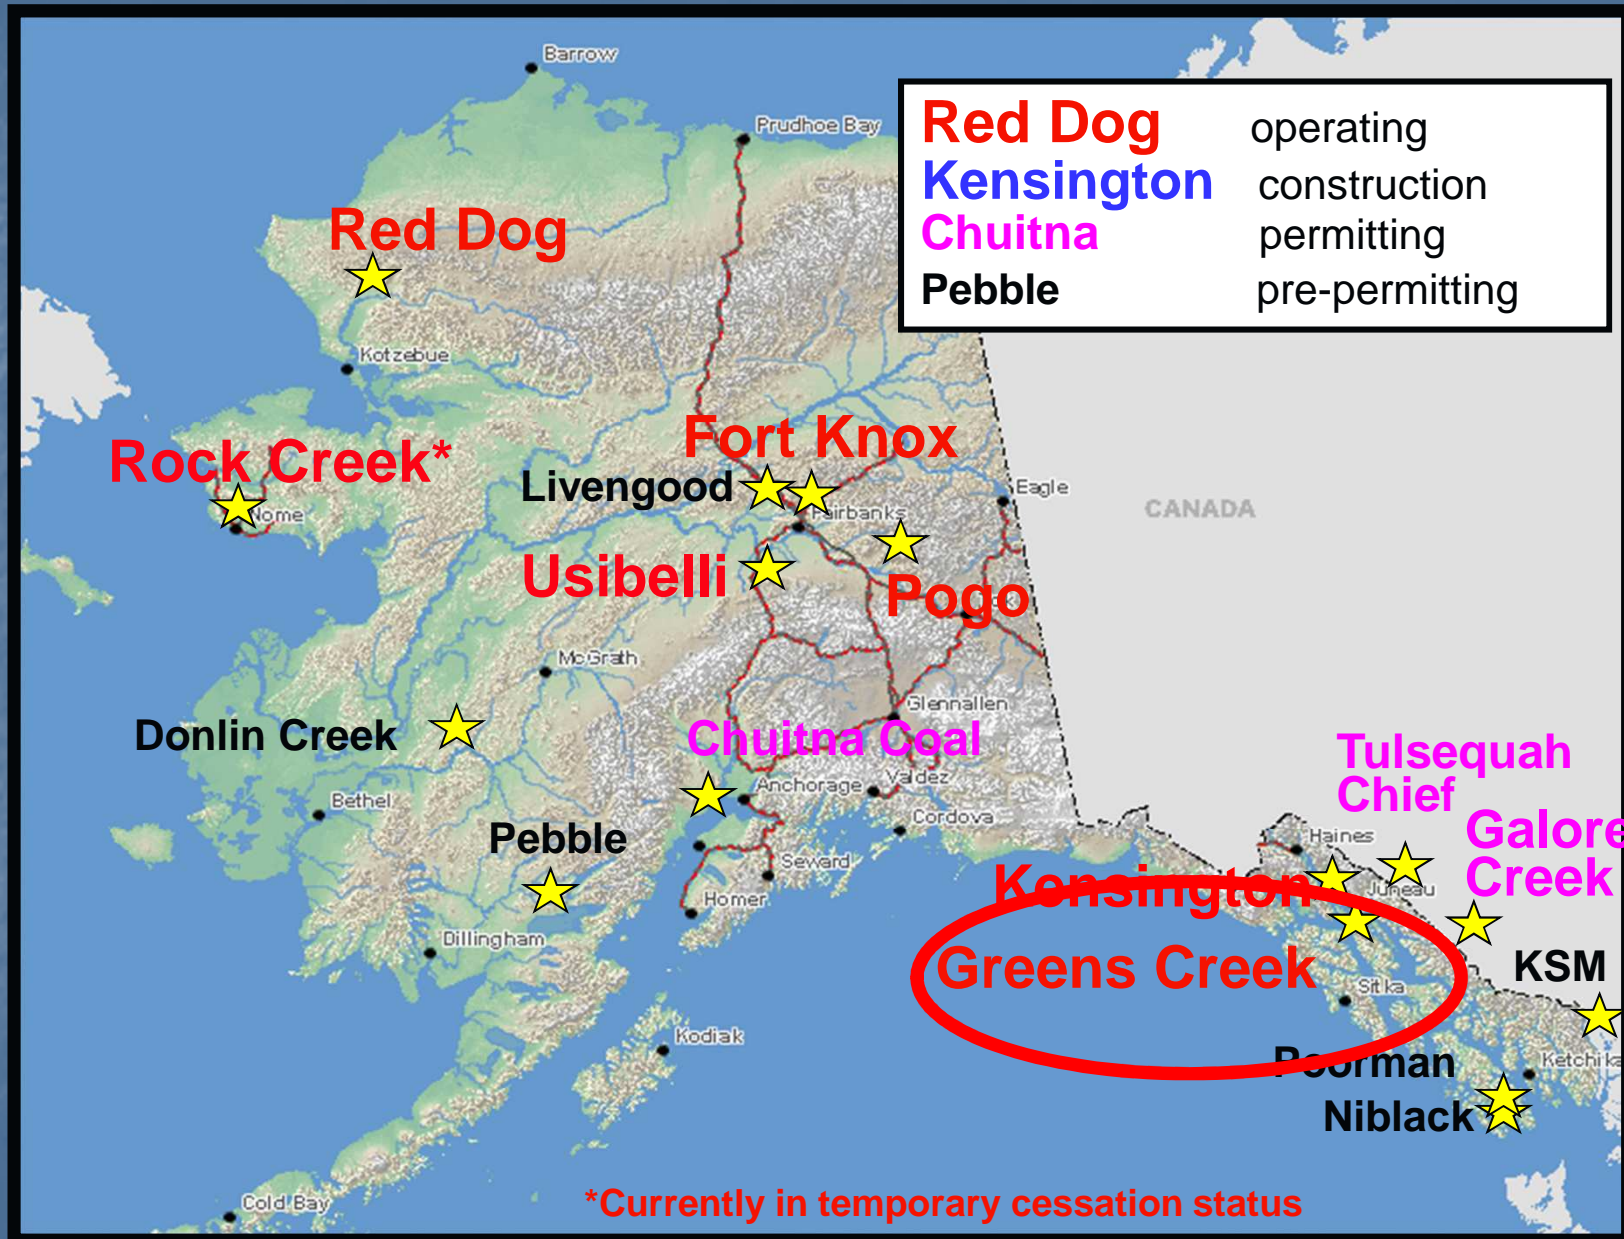 Barrow
Prudhoe Bay
Red Dog operating
Kensington construction
Chuitna permitting
Pebble pre-permitting
Red Dog
Kotzebue
Rock Creek*
Nome
Fort Knox
Livengood
Fairbanks
Eagle
CANADA
Usibelli
Pogo
McGrath
Glennallen
Donlin Creek
Chuitna Coal
Tulsequah
Chief
Anchorage
Valdez
Bethel
Cordova
Pebble
Seward
Haines
Galore
Creek
Kensington
Juneau
Homer
Dillingham
Greens Creek
KSM
Sitka
Kodiak
Poorman
Ketchika
Niblack
Cold Bay
*Currently in temporary cessation status